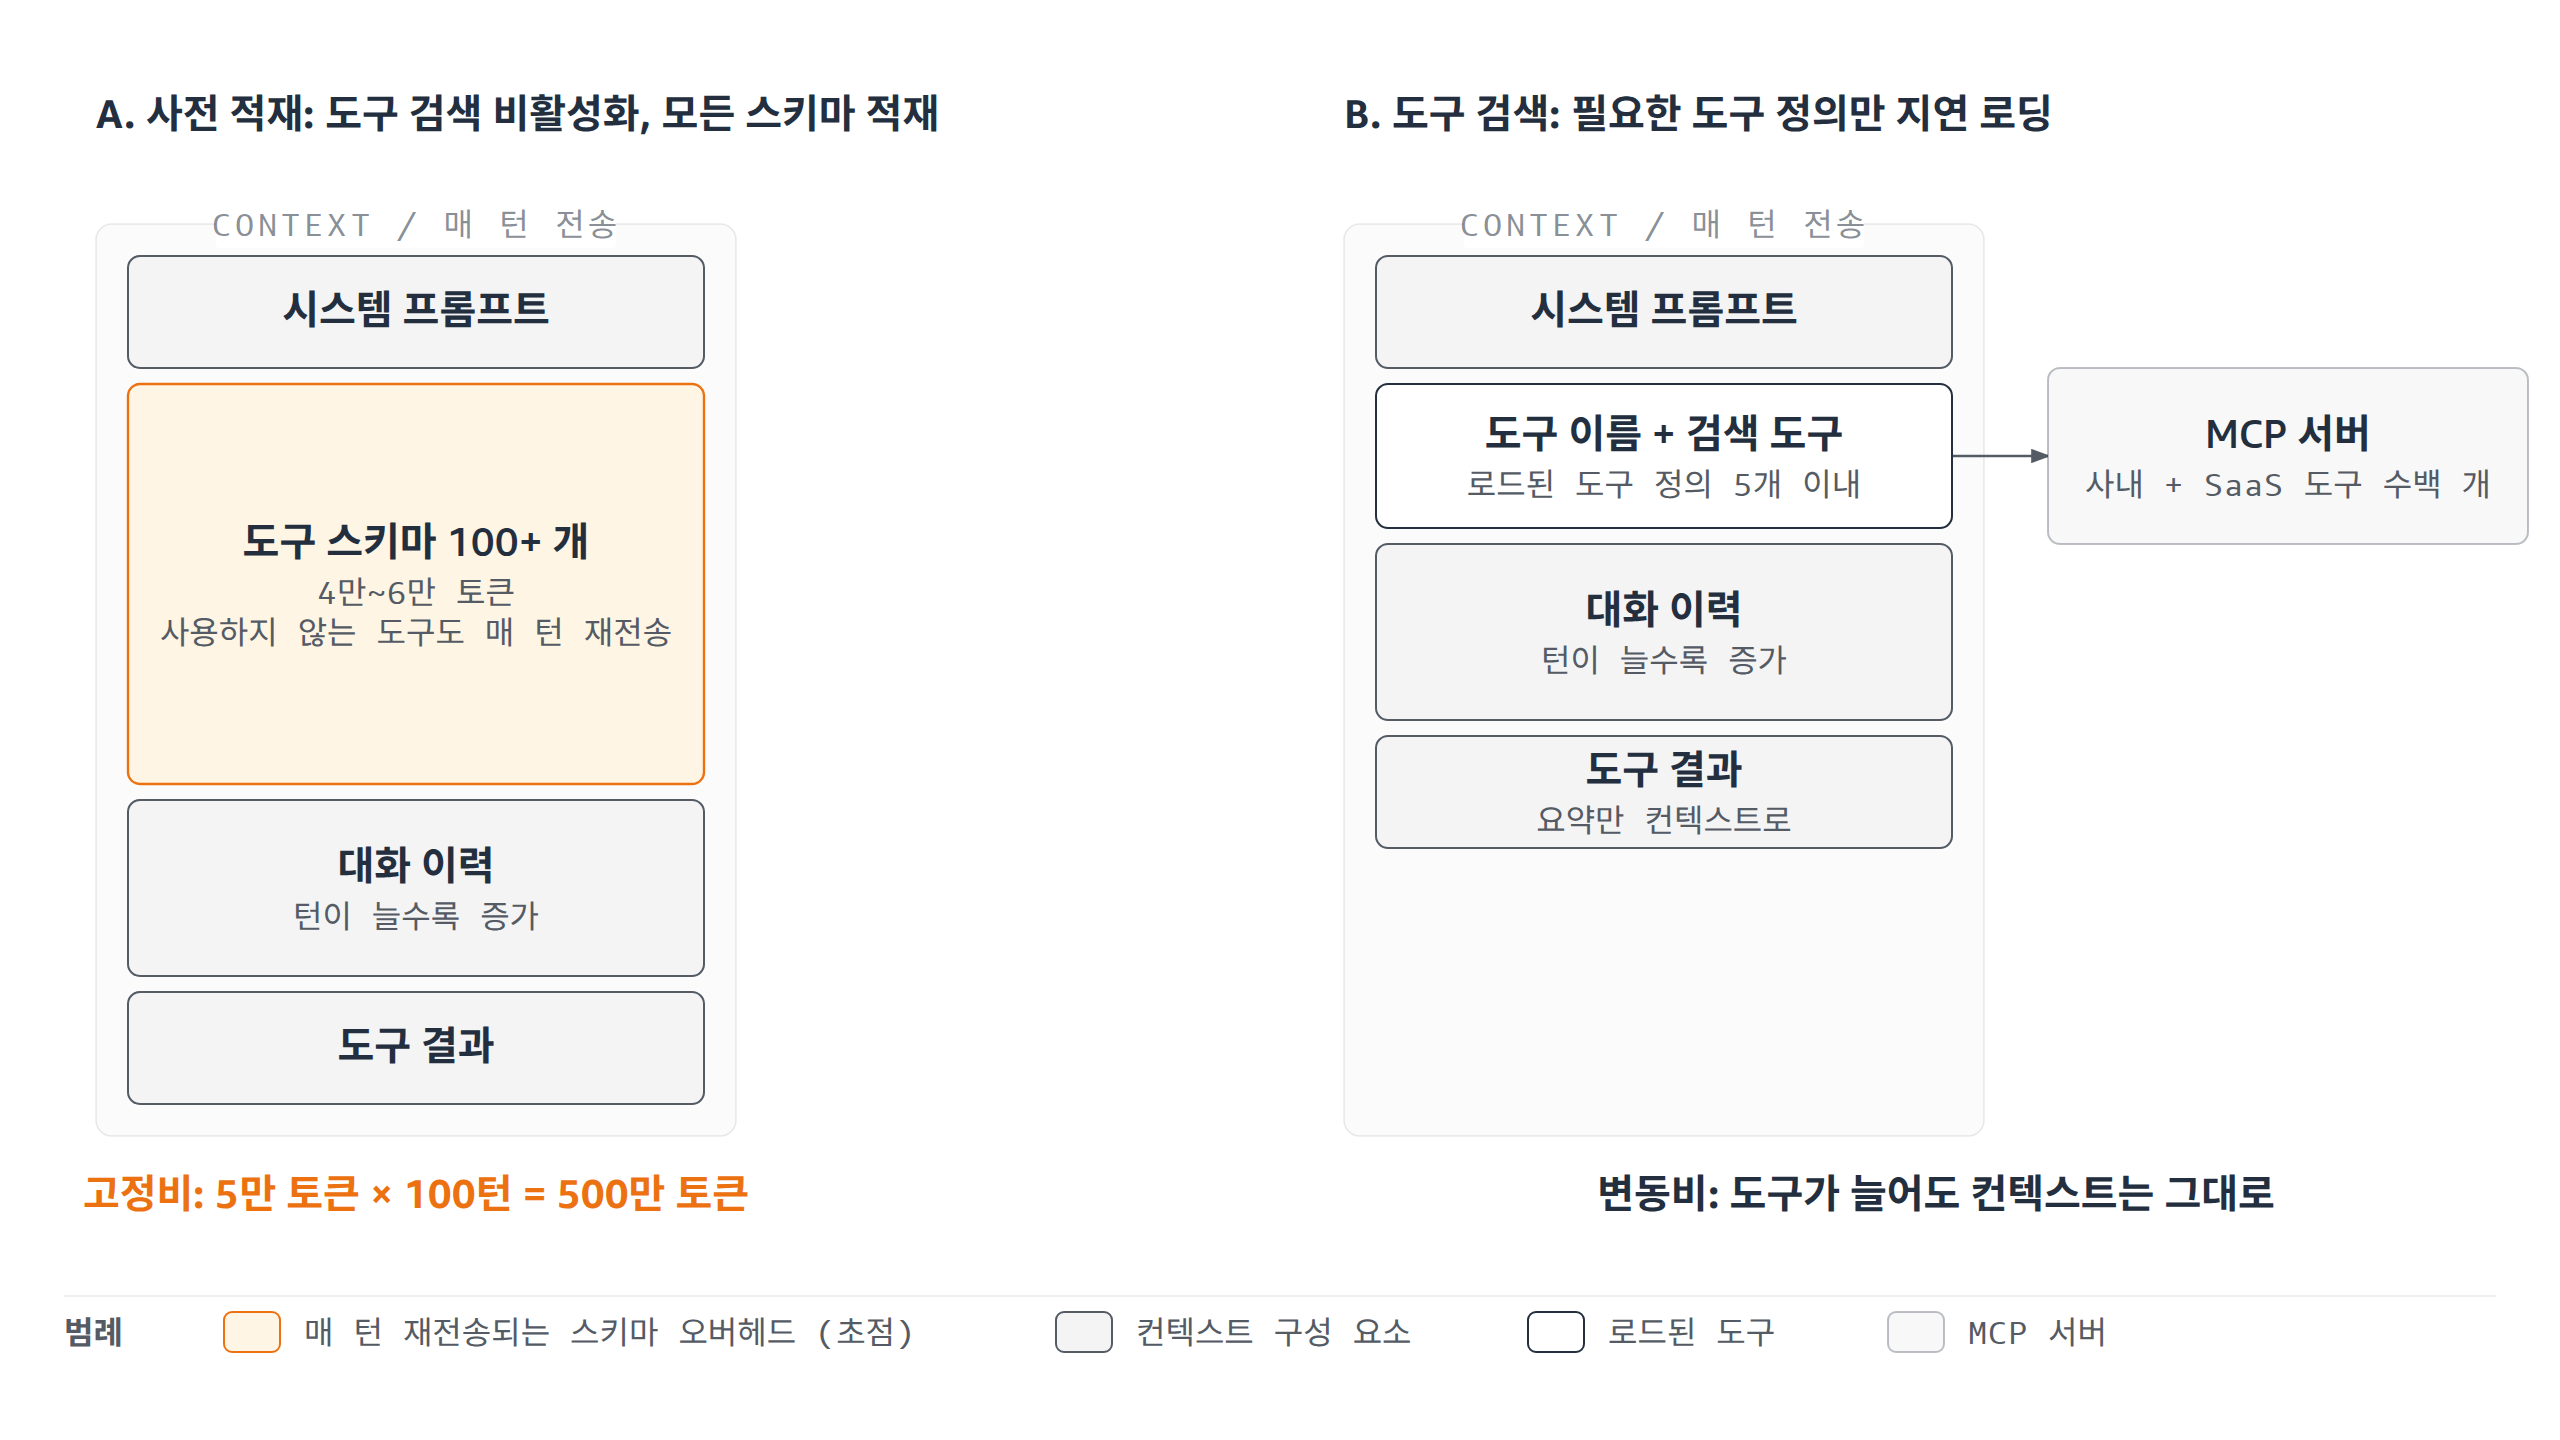 A. 사전 적재: 도구 검색 비활성화, 모든 스키마 적재
CONTEXT / 매 턴 전송
시스템 프롬프트
도구 스키마 100+ 개
4만~6만 토큰
사용하지 않는 도구도 매 턴 재전송
대화 이력
턴이 늘수록 증가
도구 결과
고정비: 5만 토큰 × 100턴 = 500만 토큰
B. 도구 검색: 필요한 도구 정의만 지연 로딩
CONTEXT / 매 턴 전송
시스템 프롬프트
도구 이름 + 검색 도구
로드된 도구 정의 5개 이내
MCP 서버
사내 + SaaS 도구 수백 개
대화 이력
턴이 늘수록 증가
도구 결과
요약만 컨텍스트로
변동비: 도구가 늘어도 컨텍스트는 그대로
범례
매 턴 재전송되는 스키마 오버헤드 (초점)
컨텍스트 구성 요소
로드된 도구
MCP 서버